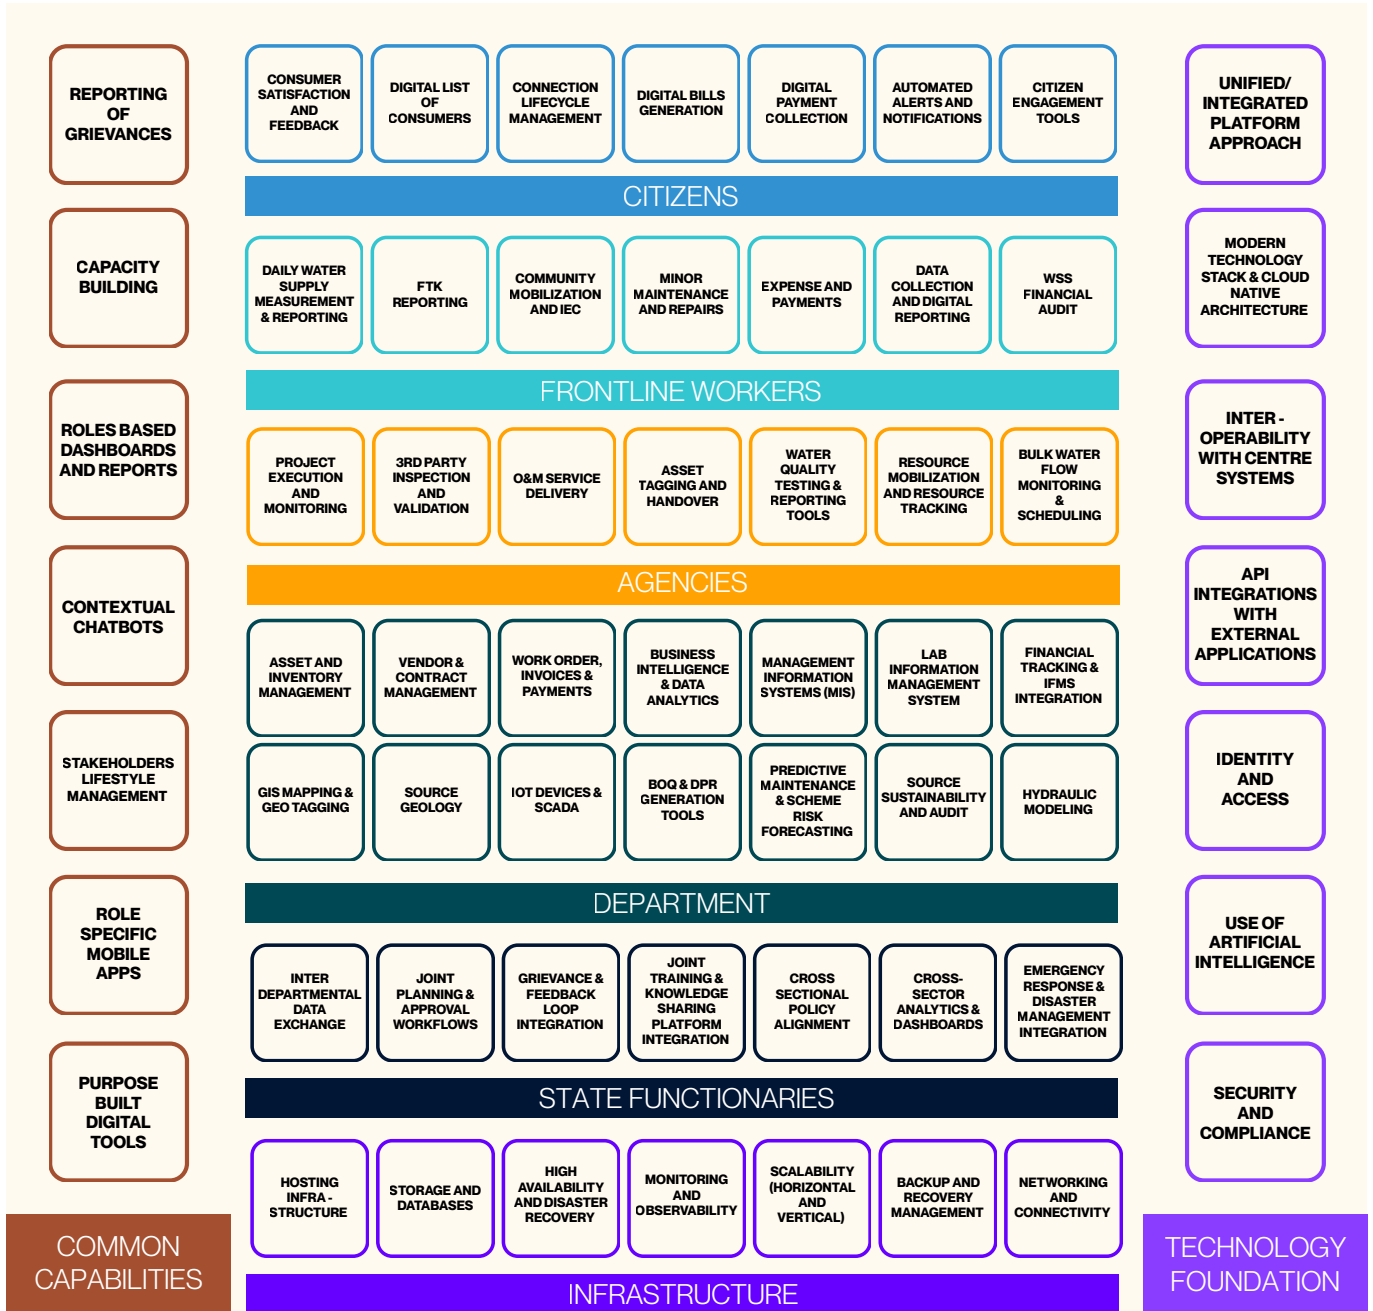 REPORTING
OF
GRIEVANCES
CAPACITY
BUILDING
ROLES BASED
DASHBOARDS
AND REPORTS
CONTEXTUAL
CHATBOTS
STAKEHOLDERS
LIFESTYLE
MANAGEMENT
ROLE
SPECIFIC
MOBILE
APPS
PURPOSE
BUILT
DIGITAL
TOOLS
COMMON
CAPABILITIES
CONSUMER
SATISFACTION
AND
FEEDBACK
DIGITAL LIST
OF
CONSUMERS
CONNECTION
LIFECYCLE
MANAGEMENT
DIGITAL BILLS
GENERATION
DIGITAL
PAYMENT
COLLECTION
AUTOMATED
ALERTS AND
NOTIFICATIONS
CITIZEN
ENGAGEMENT
TOOLS
CITIZENS
DAILY WATER
SUPPLY
MEASUREMENT
& REPORTING
FTK
REPORTING
COMMUNITY
MOBILIZATION
AND IEC
MINOR
MAINTENANCE
AND REPAIRS
EXPENSE AND
PAYMENTS
DATA
COLLECTION
AND DIGITAL
REPORTING
WSS
FINANCIAL
AUDIT
FRONTLINE WORKERS
PROJECT
EXECUTION
AND
MONITORING
3RD PARTY
INSPECTION
AND
VALIDATION
O&M SERVICE
DELIVERY
ASSET
TAGGING AND
HANDOVER
WATER
QUALITY
TESTING &
REPORTING
TOOLS
RESOURCE
MOBILIZATION
AND RESOURCE
TRACKING
BULK WATER
FLOW
MONITORING
&
SCHEDULING
AGENCIES
ASSET AND
INVENTORY
MANAGEMENT
VENDOR &
CONTRACT
MANAGEMENT
WORK ORDER,
INVOICES &
PAYMENTS
BUSINESS
INTELLIGENCE
& DATA
ANALYTICS
MANAGEMENT
INFORMATION
SYSTEMS (MIS)
LAB
INFORMATION
MANAGEMENT
SYSTEM
FINANCIAL
TRACKING &
IFMS
INTEGRATION
GIS MAPPING &
GEO TAGGING
SOURCE
GEOLOGY
IOT DEVICES &
SCADA
BOQ & DPR
GENERATION
TOOLS
PREDICTIVE
MAINTENANCE
& SCHEME
RISK
FORECASTING
SOURCE
SUSTAINABILITY
AND AUDIT
HYDRAULIC
MODELING
DEPARTMENT
INTER
DEPARTMENTAL
DATA
EXCHANGE
JOINT
PLANNING &
APPROVAL
WORKFLOWS
GRIEVANCE &
FEEDBACK
LOOP
INTEGRATION
JOINT
TRAINING &
KNOWLEDGE
SHARING
PLATFORM
INTEGRATION
CROSS
SECTIONAL
POLICY
ALIGNMENT
CROSS-
SECTOR
ANALYTICS &
DASHBOARDS
EMERGENCY
RESPONSE &
DISASTER
MANAGEMENT
INTEGRATION
STATE FUNCTIONARIES
HOSTING
INFRA -
STRUCTURE
STORAGE AND
DATABASES
HIGH
AVAILABILITY
AND DISASTER
RECOVERY
MONITORING
AND
OBSERVABILITY
SCALABILITY
(HORIZONTAL
AND
VERTICAL)
BACKUP AND
RECOVERY
MANAGEMENT
NETWORKING
AND
CONNECTIVITY
INFRASTRUCTURE
UNIFIED/
INTEGRATED
PLATFORM
APPROACH
MODERN
TECHNOLOGY
STACK & CLOUD
NATIVE
ARCHITECTURE
INTER -
OPERABILITY
WITH CENTRE
SYSTEMS
API
INTEGRATIONS
WITH
EXTERNAL
APPLICATIONS
IDENTITY
AND
ACCESS
USE OF
ARTIFICIAL
INTELLIGENCE
SECURITY
AND
COMPLIANCE
TECHNOLOGY
FOUNDATION